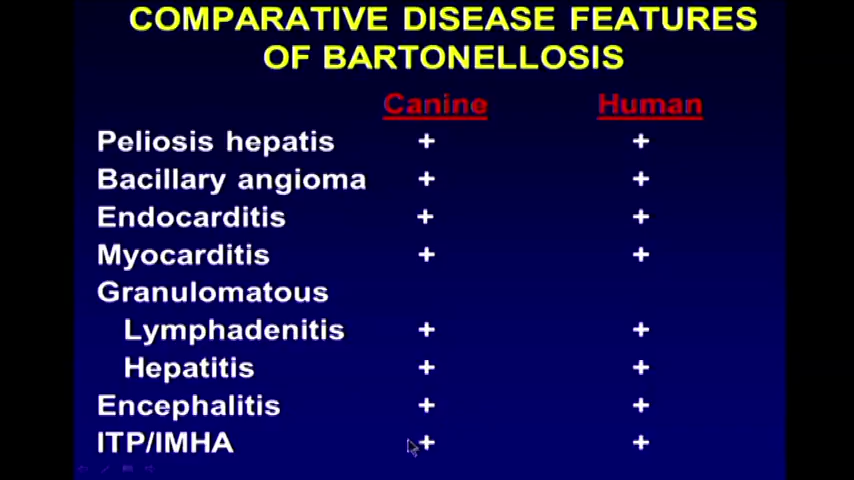 COMPARATIVE DISEASE FEATURES
OF BARTONELLOSIS
Canine Human
Peliosis hepatis + +
Bacillary angioma + +
Endocarditis + +
Myocarditis + +
Granulomatous
Lymphadenitis + +
Hepatitis + +
Encephalitis + +
ITP/IMHA + +